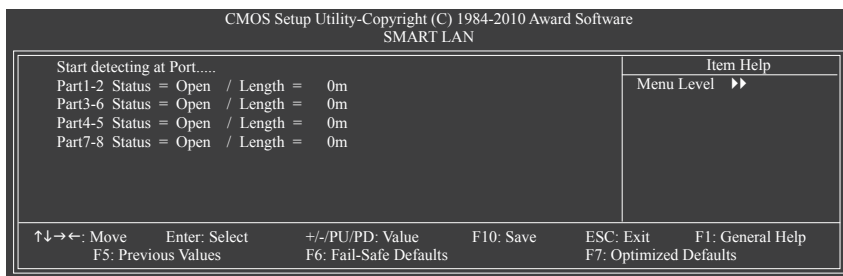 CMOS Setup Utility-Copyright (C) 1984-2010 Award Software
SMART LAN
Start detecting at Port.....
Part1-2 Status = Open / Length = 0m
Part3-6 Status = Open / Length = 0m
Part4-5 Status = Open / Length = 0m
Part7-8 Status = Open / Length = 0m
Item Help
Menu Level ▶▶
↑↓→←: Move Enter: Select +/-/PU/PD: Value F10: Save ESC: Exit F1: General Help
F5: Previous Values F6: Fail-Safe Defaults F7: Optimized Defaults